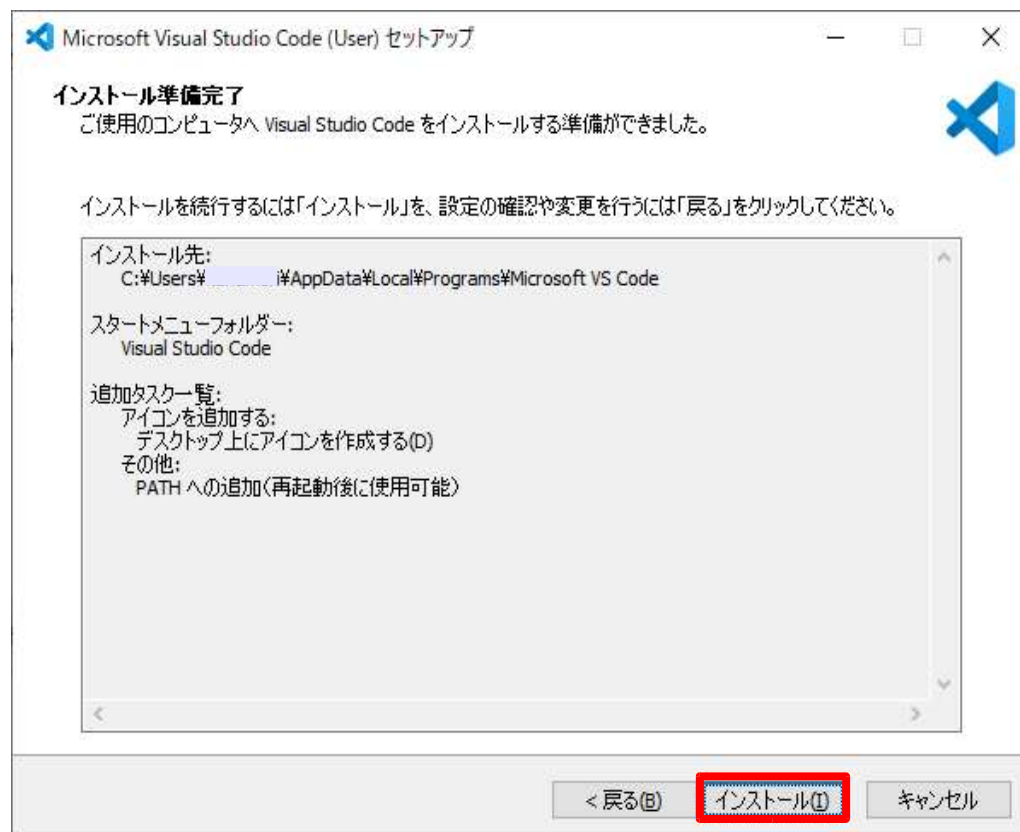 Microsoft Visual Studio Code (User) セットアップ
インストール準備完了
ご使用のコンピュータへ Visual Studio Code をインストールする準備ができました。
インストールを続行するには「インストール」を、設定の確認や変更を行うには「戻る」をクリックしてください。
インストール先:
C:¥Users¥ i¥AppData¥Local¥Programs¥Microsoft VS Code
スタートメニューフォルダー:
Visual Studio Code
追加タスク一覧:
アイコンを追加する:
デスクトップ上にアイコンを作成する(D)
その他:
PATH への追加(再起動後に使用可能)
< 戻る(B) インストール(I) キャンセル